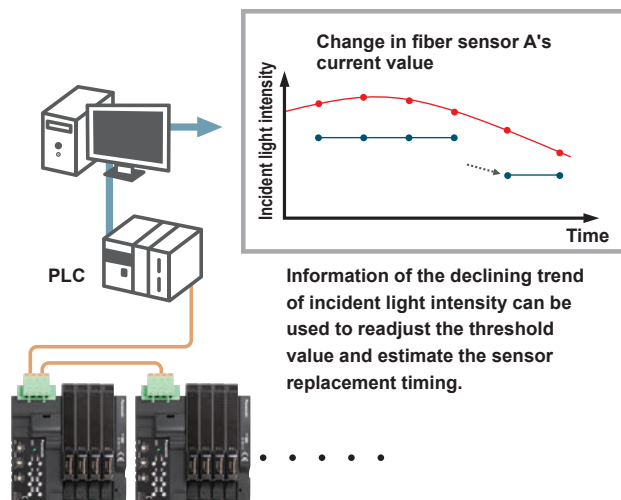 Change in fiber sensor A's
current value
Incident light intensity
Time
PLC
Information of the declining trend
of incident light intensity can be
used to readjust the threshold
value and estimate the sensor
replacement timing.